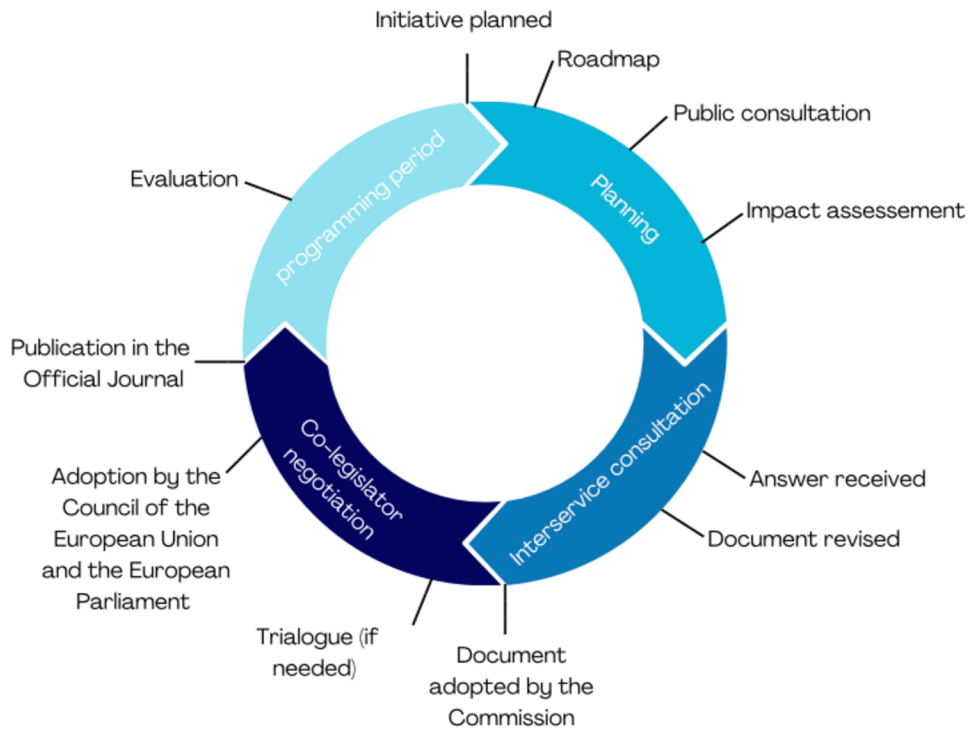 Initiative planned
Roadmap
Public consultation
Impact assessement
Planning
programming period
Evaluation
Publication in the
Official Journal
Interservice consultation
Answer received
Document revised
Co-legislator
negotiation
Adoption by the
Council of the
European Union
and the European
Parliament
Trialogue (if
needed)
Document
adopted by the
Commission